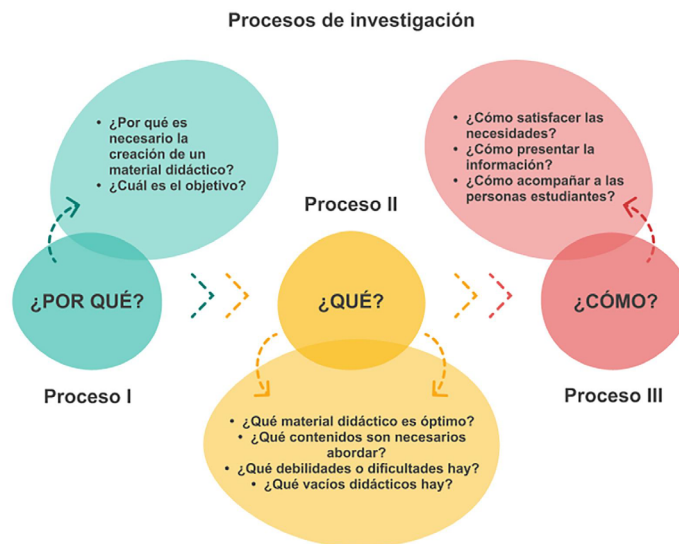 Procesos de investigación
• ¿Por qué es
necesario la
creación de un
material didáctico?
• ¿Cuál es el objetivo?
¿POR QUÉ?
Proceso I
Proceso II
¿QUÉ?
• ¿Qué material didáctico es óptimo?
• ¿Qué contenidos son necesarios
abordar?
• ¿Qué debilidades o dificultades hay?
• ¿Qué vacíos didácticos hay?
• ¿Cómo satisfacer las
necesidades?
• ¿Cómo presentar la
información?
• ¿Cómo acompañar a las
personas estudiantes?
¿CÓMO?
Proceso III